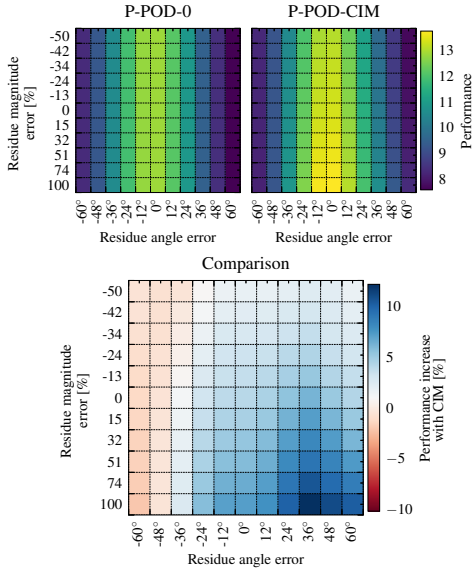 P-POD-0
P-POD-CIM
Residue magnitude
error [%]
-50
-42
-34
-24
-13
0
15
32
51
74
100
13
12
11
10
9
8
Performance
-60° -48° -36° -24° -12° 0° 12° 24° 36° 48° 60°
-60° -48° -36° -24° -12° 0° 12° 24° 36° 48° 60°
Residue angle error
Residue angle error
Comparison
Residue magnitude
error [%]
-50
-42
-34
-24
-13
0
15
32
51
74
100
10
5
0
−5
−10
Performance increase
with CIM [%]
-60° -48° -36° -24° -12° 0° 12° 24° 36° 48° 60°
Residue angle error